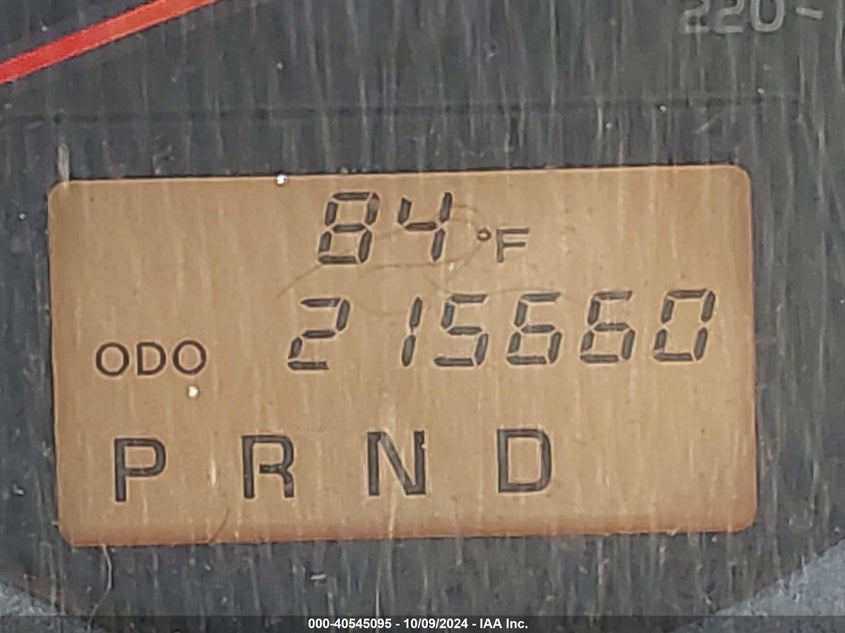 220-
84°F
ODO 215660
P R N D
000-40545095 - 10/09/2024 - IAA Inc.